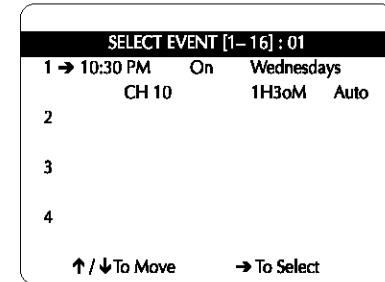 SELECT EVENT [1–16] : 01
1 → 10:30 PM On Wednesdays
CH 10 1H3oM Auto
2
3
4
↑ / ↓ To Move → To Select